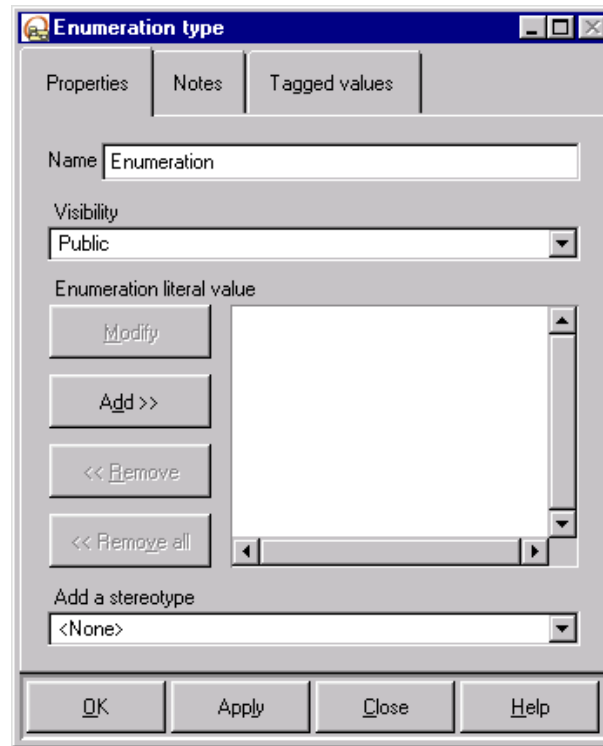 Enumeration type
Properties Notes Tagged values
Name Enumeration
Visibility
Public
Enumeration literal value
Modify
Add >>
<< Remove
<< Remove all
Add a stereotype
<None>
OK Apply Close Help